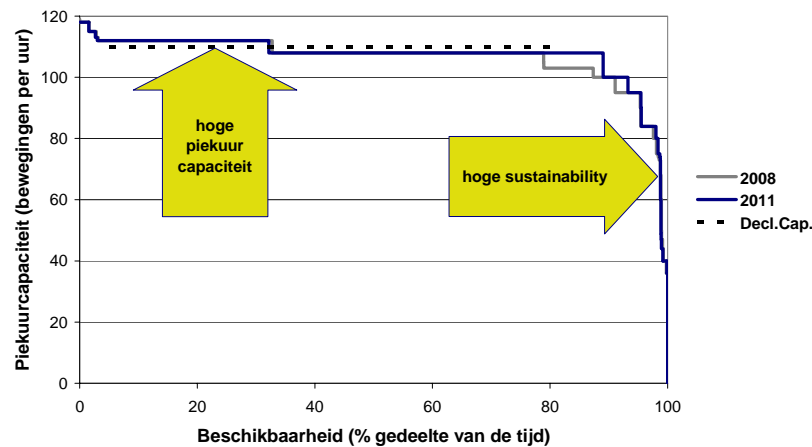 120
100
80
60
40
20
0
Piekuurcapaciteit (bewegingen per uur)
hoge
piekuur
capaciteit
hoge sustainability
2008
2011
Decl.Cap.
0 20 40 60 80 100
Beschikbaarheid (% gedeelte van de tijd)